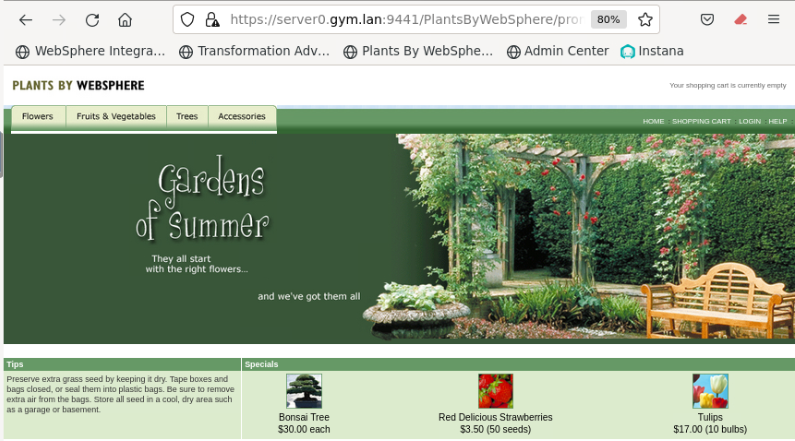 https://server0.gym.lan:9441/PlantsByWebSphere/pro
80%
WebSphere Integra...
Transformation Adv...
Plants By WebSphe...
Admin Center
Instana
PLANTS BY WEBSPHERE
Your shopping cart is currently empty
Flowers
Fruits & Vegetables
Trees
Accessories
HOME
SHOPPING CART
LOGIN
HELP
Gardens
of Summer
They all start
with the right flowers...
and we've got them all
Tips
Specials
Preserve extra grass seed by keeping it dry. Tape boxes and
bags closed, or seal them into plastic bags. Be sure to remove
extra air from the bags. Store all seed in a cool, dry area such
as a garage or basement.
Bonsai Tree
$30.00 each
Red Delicious Strawberries
$3.50 (50 seeds)
Tulips
$17.00 (10 bulbs)